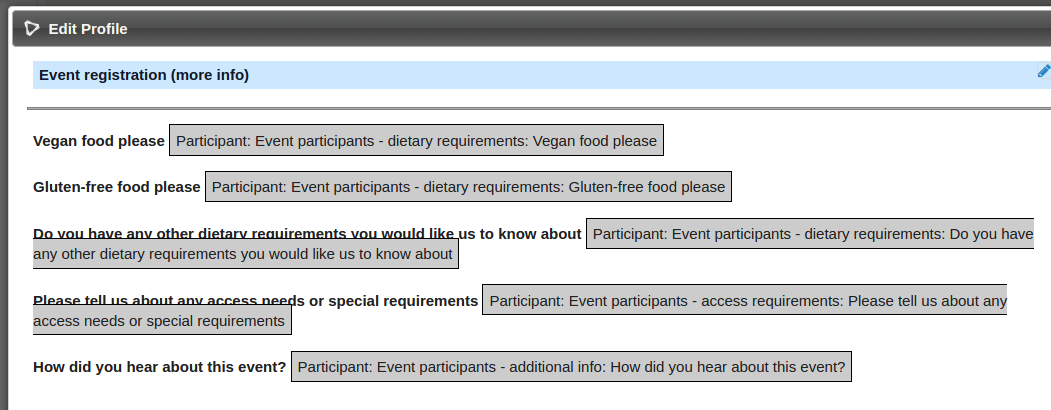 Edit Profile
Event registration (more info)
Vegan food please Participant: Event participants - dietary requirements: Vegan food please
Gluten-free food please Participant: Event participants - dietary requirements: Gluten-free food please
Do you have any other dietary requirements you would like us to know about Participant: Event participants - dietary requirements: Do you have
any other dietary requirements you would like us to know about
Please tell us about any access needs or special requirements Participant: Event participants - access requirements: Please tell us about any
access needs or special requirements
How did you hear about this event? Participant: Event participants - additional info: How did you hear about this event?